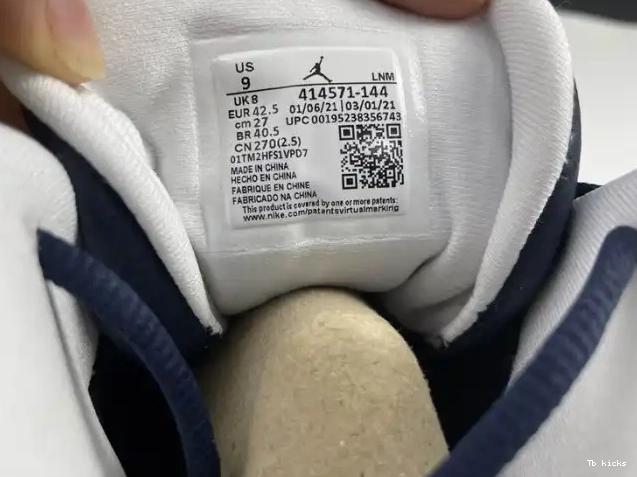 US
9
LNM
UK 8
414571-144
EUR 42.5
01/06/21 | 03/01/21
cm 27
UPC 00195238356743
BR 40.5
CN 270(2.5)
01TM2HFS1VPD7
MADE IN CHINA
HECHO EN CHINA
FABRIQUE EN CHINE
FABRICADO NA CHINA
This product is covered by one or more patents:
www.nike.com/patentsvirtualmarking
Tb kicks